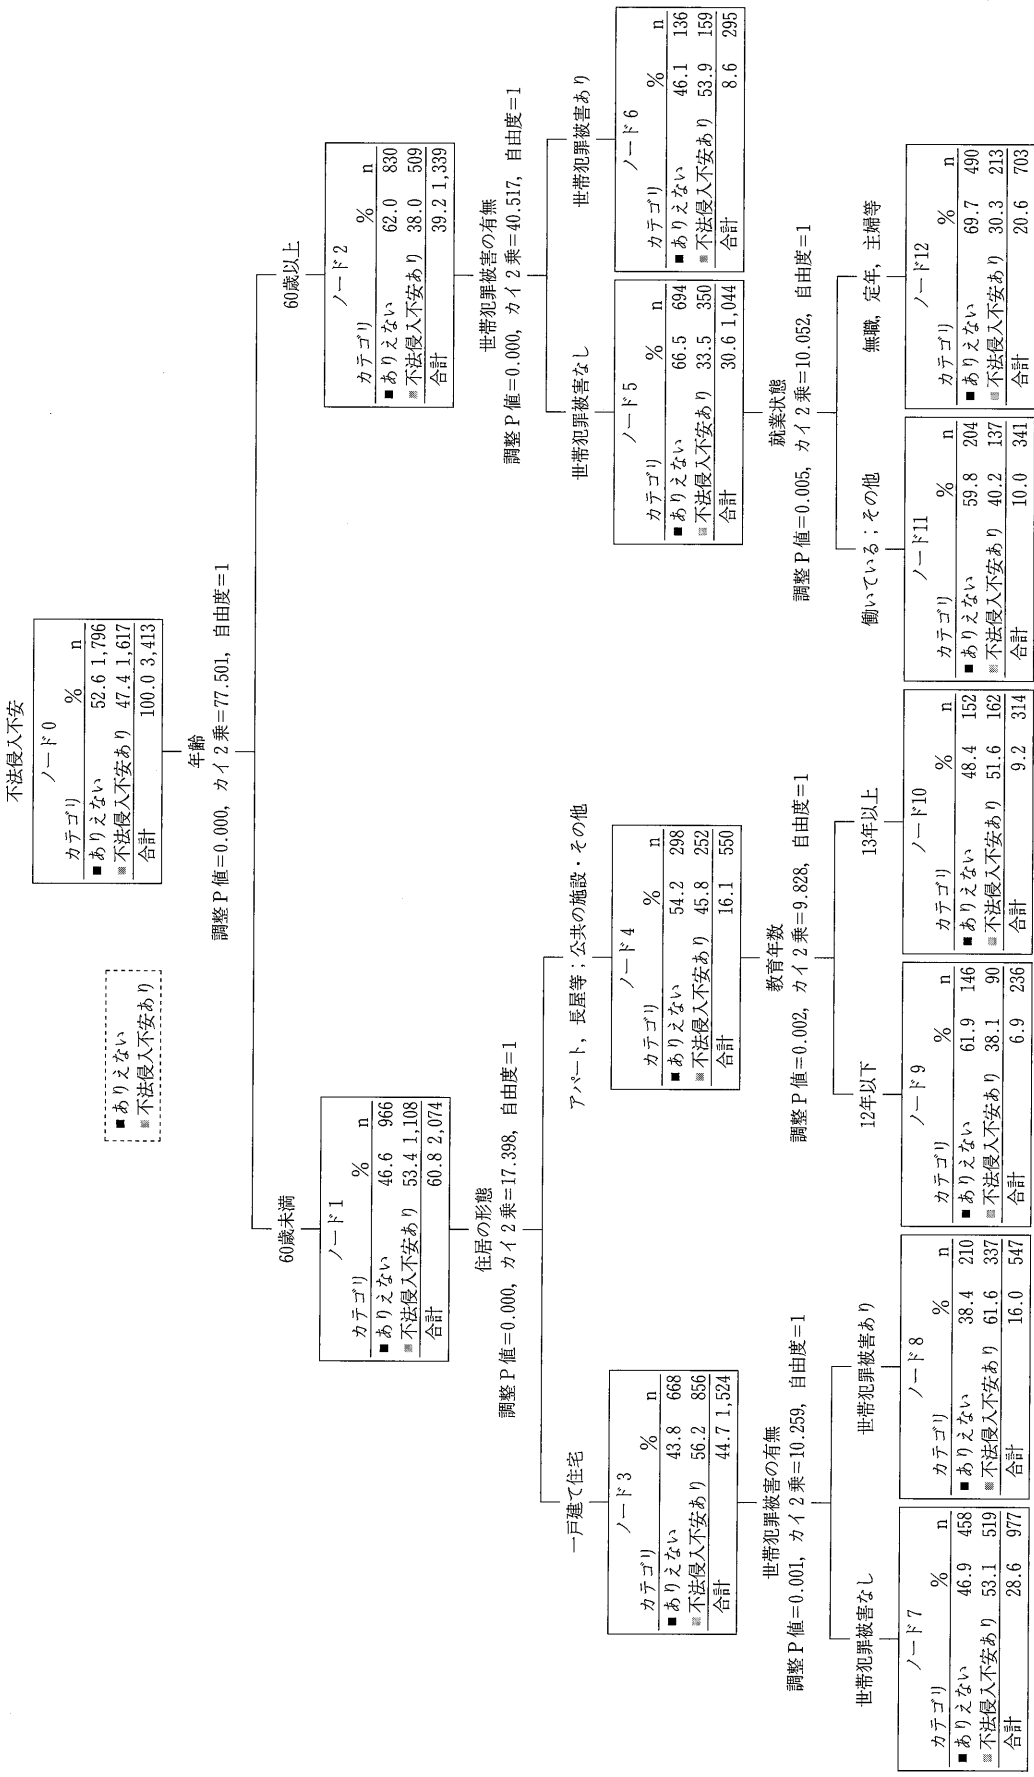 不法侵入不安
ノード0
カテゴリ % n
■ありえない 52.6 1,796
■不法侵入不安あり 47.4 1,617
合計 100.0 3,413
■ありえない
■不法侵入不安あり
年齢
調整P値=0.000, カイ2乗=77.501, 自由度=1
60歳未満
ノード1
カテゴリ % n
■ありえない 46.6 966
■不法侵入不安あり 53.4 1,108
合計 60.8 2,074
60歳以上
ノード2
カテゴリ % n
■ありえない 62.0 830
■不法侵入不安あり 38.0 509
合計 39.2 1,339
住居の形態
調整P値=0.000, カイ2乗=17.398, 自由度=1
世帯犯罪被害の有無
調整P値=0.000, カイ2乗=40.517, 自由度=1
一戸建て住宅
ノード3
カテゴリ % n
■ありえない 43.8 668
■不法侵入不安あり 56.2 856
合計 44.7 1,524
アパート, 長屋等；公共の施設・その他
ノード4
カテゴリ % n
■ありえない 54.2 298
■不法侵入不安あり 45.8 252
合計 16.1 550
世帯犯罪被害なし
ノード5
カテゴリ % n
■ありえない 66.5 694
■不法侵入不安あり 33.5 350
合計 30.6 1,044
世帯犯罪被害あり
ノード6
カテゴリ % n
■ありえない 46.1 136
■不法侵入不安あり 53.9 159
合計 8.6 295
世帯犯罪被害の有無
調整P値=0.001, カイ2乗=10.259, 自由度=1
教育年数
調整P値=0.002, カイ2乗=9.828, 自由度=1
就業状態
調整P値=0.005, カイ2乗=10.052, 自由度=1
世帯犯罪被害なし
ノード7
カテゴリ % n
■ありえない 46.9 458
■不法侵入不安あり 53.1 519
合計 28.6 977
世帯犯罪被害あり
ノード8
カテゴリ % n
■ありえない 38.4 210
■不法侵入不安あり 61.6 337
合計 16.0 547
12年以下
ノード9
カテゴリ % n
■ありえない 61.9 146
■不法侵入不安あり 38.1 90
合計 6.9 236
13年以上
ノード10
カテゴリ % n
■ありえない 48.4 152
■不法侵入不安あり 51.6 162
合計 9.2 314
働いている；その他
ノード11
カテゴリ % n
■ありえない 59.8 204
■不法侵入不安あり 40.2 137
合計 10.0 341
無職, 定年, 主婦等
ノード12
カテゴリ % n
■ありえない 69.7 490
■不法侵入不安あり 30.3 213
合計 20.6 703